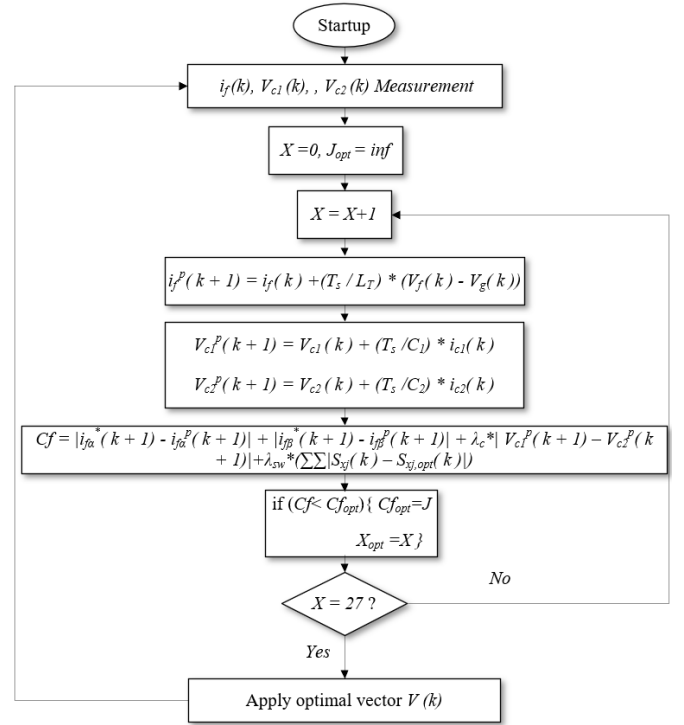 Startup
i_f(k), V_c1(k), , V_c2(k) Measurement
X =0, J_opt = inf
X = X+1
i_f^p(k + 1) = i_f(k) +(T_s / L_T) * (V_f(k) - V_g(k))
V_c1^p(k + 1) = V_c1(k) + (T_s /C_1) * i_c1(k)
V_c2^p(k + 1) = V_c2(k) + (T_s /C_2) * i_c2(k)
Cf = |i_fα^*(k + 1) - i_fα^p(k + 1)| + |i_fβ^*(k + 1) - i_fβ^p(k + 1)| + λ_c*| V_c1^p(k + 1) – V_c2^p(k
+ 1)|+λ_sw*(∑∑|S_xj(k) – S_xj,opt(k)|)
if (Cf< Cf_opt){ Cf_opt=J
X_opt =X }
X = 27 ?
No
Yes
Apply optimal vector V (k)